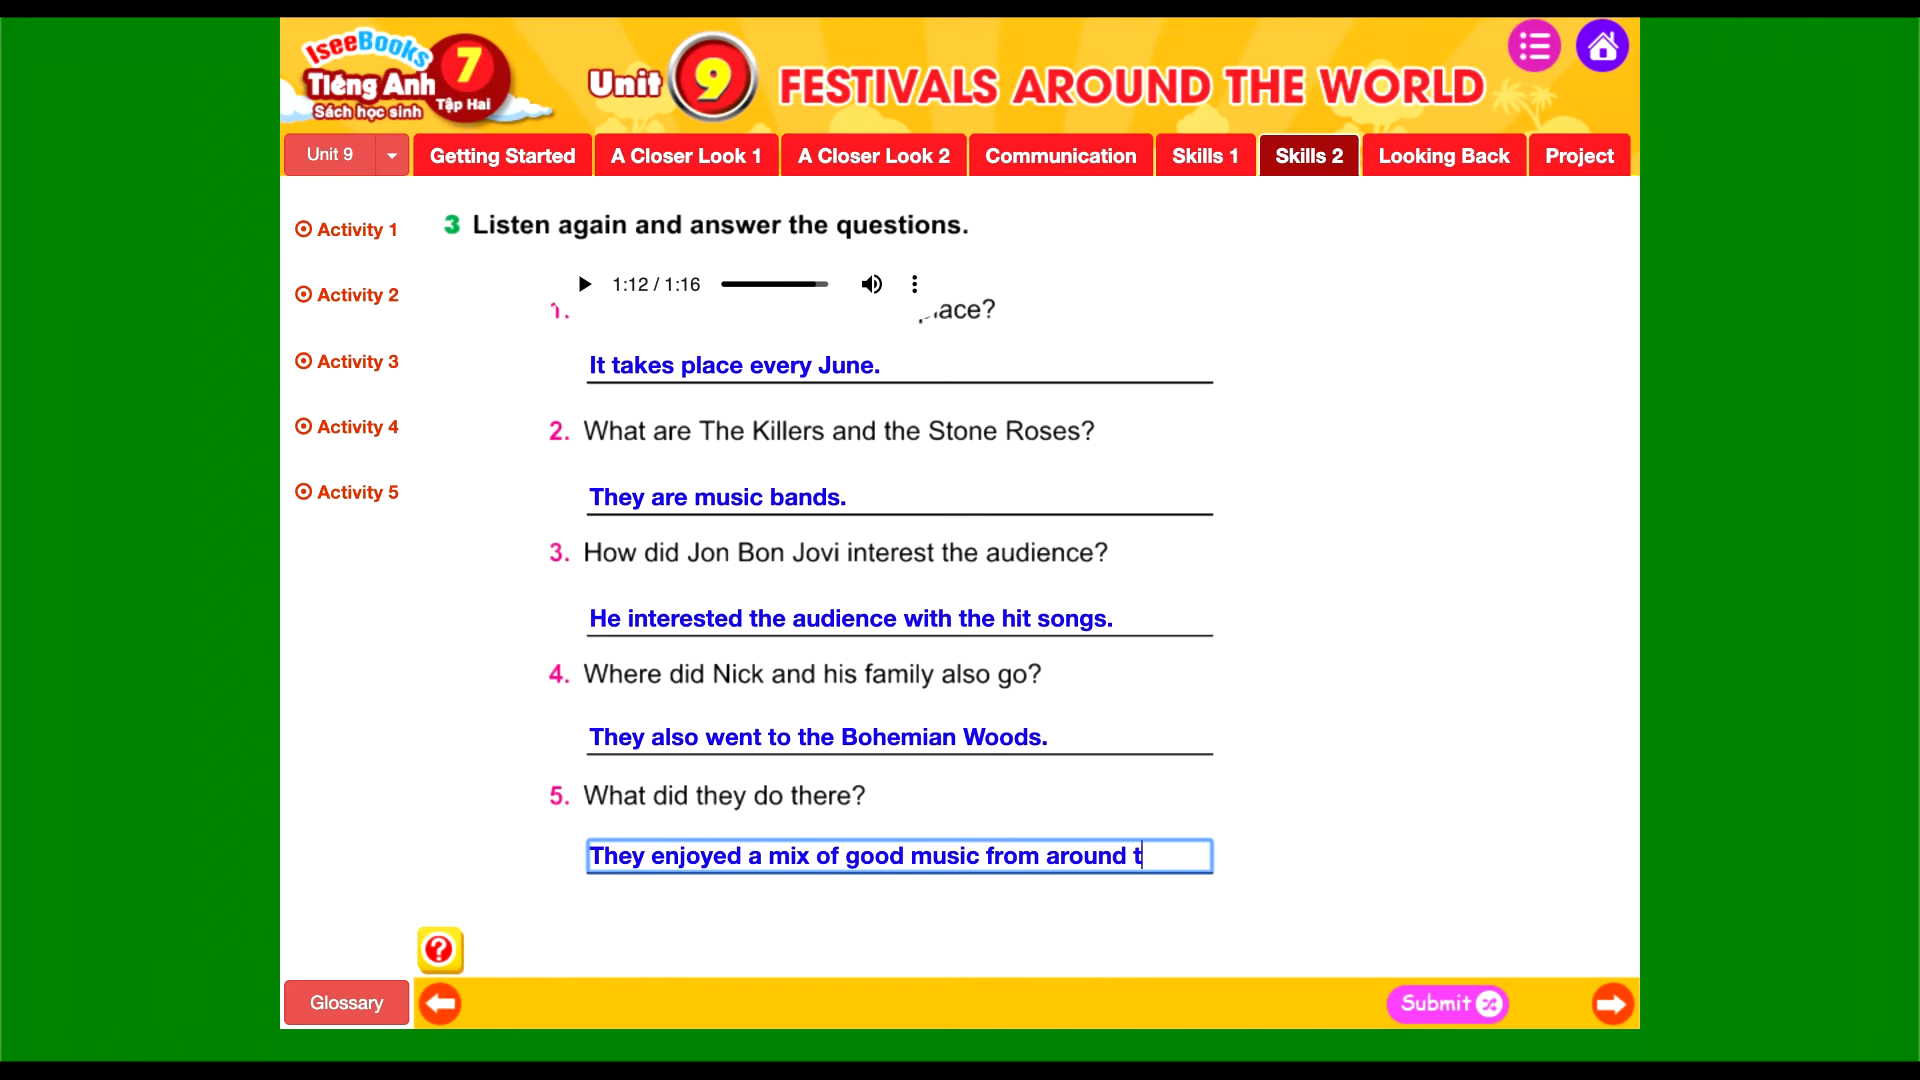 IseeBooks
Tiếng Anh 7
Sách học sinh Tập Hai
Unit 9 FESTIVALS AROUND THE WORLD
Unit 9
Getting Started
A Closer Look 1
A Closer Look 2
Communication
Skills 1
Skills 2
Looking Back
Project
Activity 1
Activity 2
Activity 3
Activity 4
Activity 5
3 Listen again and answer the questions.
1:12 / 1:16
1. ace?
It takes place every June.
2. What are The Killers and the Stone Roses?
They are music bands.
3. How did Jon Bon Jovi interest the audience?
He interested the audience with the hit songs.
4. Where did Nick and his family also go?
They also went to the Bohemian Woods.
5. What did they do there?
They enjoyed a mix of good music from around t
?
Glossary
Submit